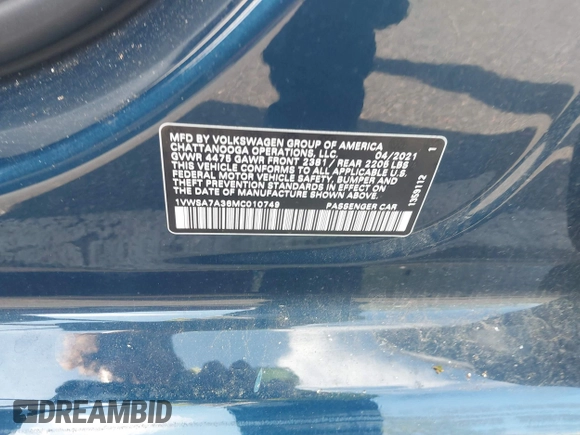 MFD BY VOLKSWAGEN GROUP OF AMERICA
CHATTANOOGA OPERATIONS, LLC. 04/2021
GVWR 4475 GAWR FRONT 2381 / REAR 2205 LBS
THIS VEHICLE CONFORMS TO ALL APPLICABLE U.S.
FEDERAL MOTOR VEHICLE SAFETY, BUMPER AND
THEFT PREVENTION STANDARDS IN EFFECT ON THE
DATE OF MANUFACTURE SHOWN ABOVE.
1VWSA7A36MC010749 PASSENGER CAR
1359112 1
DREAMBID